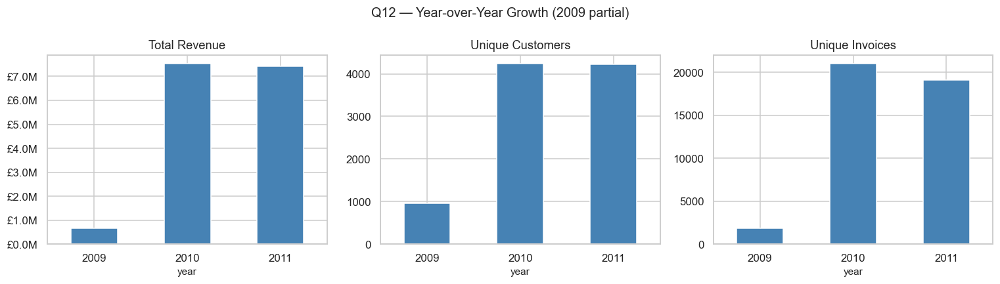 Q12 — Year-over-Year Growth (2009 partial)
Total Revenue
£7.0M
£6.0M
£5.0M
£4.0M
£3.0M
£2.0M
£1.0M
£0.0M
2009 2010 2011
year
Unique Customers
4000
3000
2000
1000
0
2009 2010 2011
year
Unique Invoices
20000
15000
10000
5000
0
2009 2010 2011
year